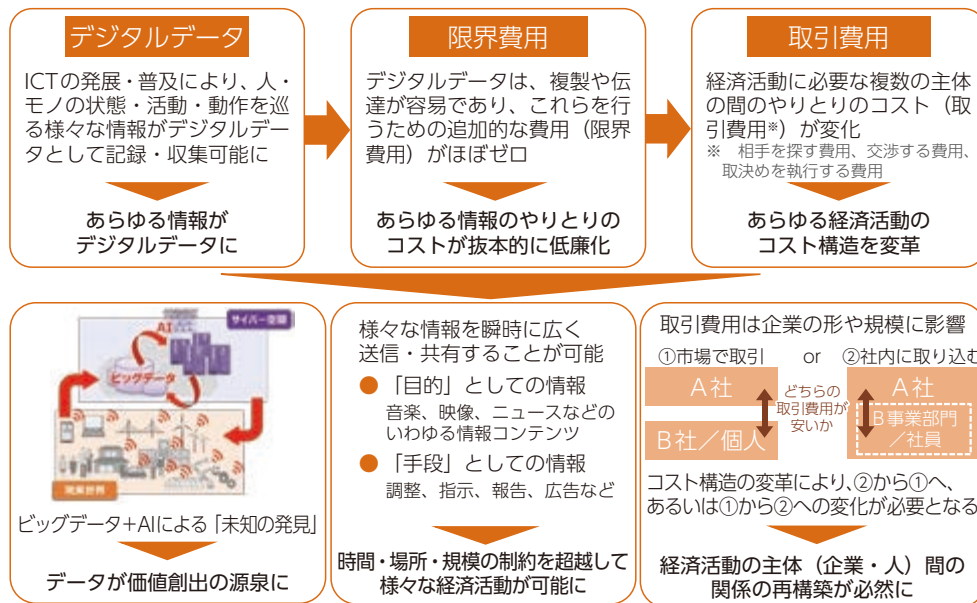 デジタルデータ
ICTの発展・普及により、人・
モノの状態・活動・動作を巡
る様々な情報がデジタルデー
タとして記録・収集可能に
あらゆる情報が
デジタルデータに
限界費用
デジタルデータは、複製や伝
達が容易であり、これらを行
うための追加的な費用（限界
費用）がほぼゼロ
あらゆる情報のやりとりの
コストが抜本的に低廉化
取引費用
経済活動に必要な複数の主体
の間のやりとりのコスト（取
引費用※）が変化
※　相手を探す費用、交渉する費用、
取決めを執行する費用
あらゆる経済活動の
コスト構造を変革
サイバー空間
AI
ビッグデータ
現実世界
ビッグデータ+AIによる「未知の発見」
データが価値創出の源泉に
様々な情報を瞬時に広く
送信・共有することが可能
● 「目的」としての情報
音楽、映像、ニュースなどの
いわゆる情報コンテンツ
● 「手段」としての情報
調整、指示、報告、広告など
時間・場所・規模の制約を超越して
様々な経済活動が可能に
取引費用は企業の形や規模に影響
①市場で取引　or　②社内に取り込む
A社
B社／個人
どちらの
取引費用が
安いか
A社
B事業部門
／社員
コスト構造の変革により、②から①へ、
あるいは①から②への変化が必要となる
経済活動の主体（企業・人）間の
関係の再構築が必然に